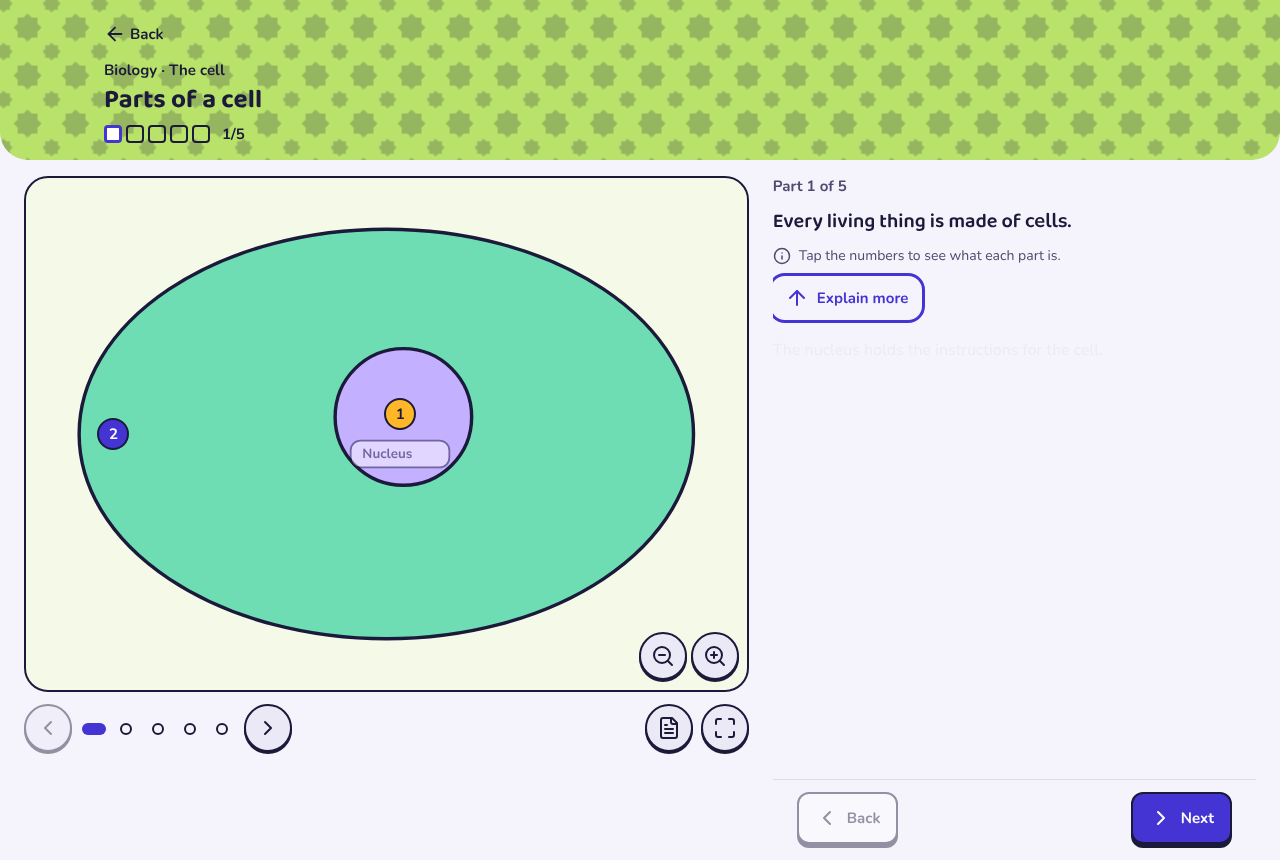 Back
Biology · The cell
Parts of a cell
1/5
Part 1 of 5
Every living thing is made of cells.
Tap the numbers to see what each part is.
Explain more
The nucleus holds the instructions for the cell.
1
2
Nucleus
Back
Next